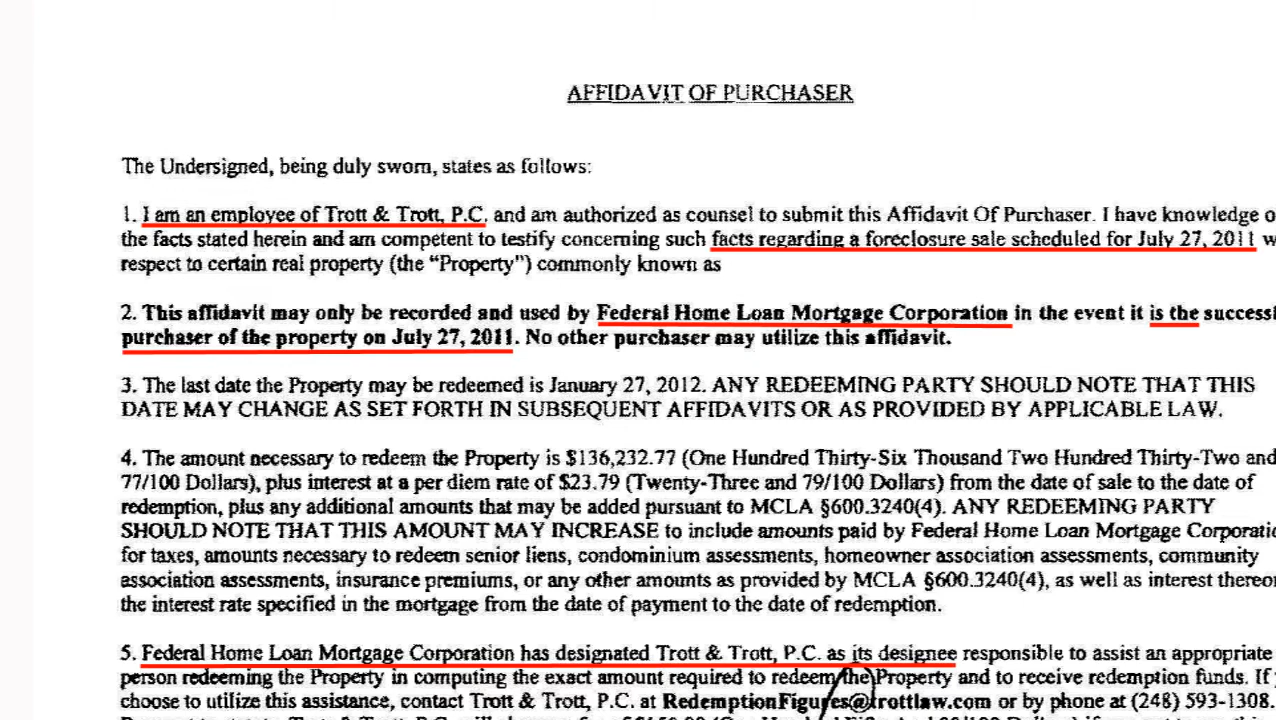 AFFIDAVIT OF PURCHASER
The Undersigned, being duly sworn, states as follows:
1. I am an employee of Trott & Trott, P.C. and am authorized as counsel to submit this Affidavit Of Purchaser. I have knowledge o
the facts stated herein and am competent to testify concerning such facts regarding a foreclosure sale scheduled for July 27, 2011 w
respect to certain real property (the “Property”) commonly known as
2. This affidavit may only be recorded and used by Federal Home Loan Mortgage Corporation in the event it is the successf
purchaser of the property on July 27, 2011. No other purchaser may utilize this affidavit.
3. The last date the Property may be redeemed is January 27, 2012. ANY REDEEMING PARTY SHOULD NOTE THAT THIS
DATE MAY CHANGE AS SET FORTH IN SUBSEQUENT AFFIDAVITS OR AS PROVIDED BY APPLICABLE LAW.
4. The amount necessary to redeem the Property is $136,232.77 (One Hundred Thirty-Six Thousand Two Hundred Thirty-Two and
77/100 Dollars), plus interest at a per diem rate of $23.79 (Twenty-Three and 79/100 Dollars) from the date of sale to the date of
redemption, plus any additional amounts that may be added pursuant to MCLA §600.3240(4). ANY REDEEMING PARTY
SHOULD NOTE THAT THIS AMOUNT MAY INCREASE to include amounts paid by Federal Home Loan Mortgage Corporatio
for taxes, amounts necessary to redeem senior liens, condominium assessments, homeowner association assessments, community
association assessments, insurance premiums, or any other amounts as provided by MCLA §600.3240(4), as well as interest thereon
the interest rate specified in the mortgage from the date of payment to the date of redemption.
5. Federal Home Loan Mortgage Corporation has designated Trott & Trott, P.C. as its designee responsible to assist an appropriate
person redeeming the Property in computing the exact amount required to redeem the Property and to receive redemption funds. If
choose to utilize this assistance, contact Trott & Trott, P.C. at RedemptionFigures@trottlaw.com or by phone at (248) 593-1308.